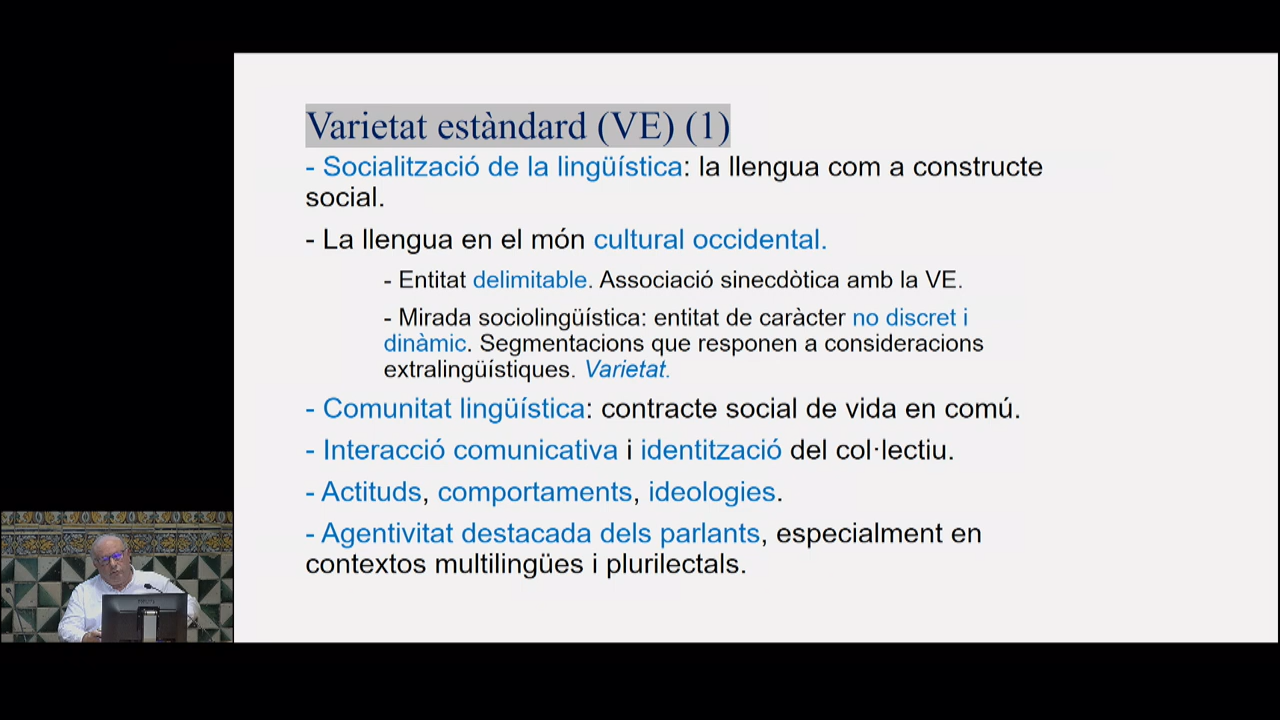 Varietat estàndard (VE) (1)
- Socialització de la lingüística: la llengua com a constructe
social.
- La llengua en el món cultural occidental.
- Entitat delimitable. Associació sinecdòtica amb la VE.
- Mirada sociolingüística: entitat de caràcter no discret i
dinàmic. Segmentacions que responen a consideracions
extralingüístiques. Varietat.
- Comunitat lingüística: contracte social de vida en comú.
- Interacció comunicativa i identització del col·lectiu.
- Actituds, comportaments, ideologies.
- Agentivitat destacada dels parlants, especialment en
contextos multilingües i plurilectals.